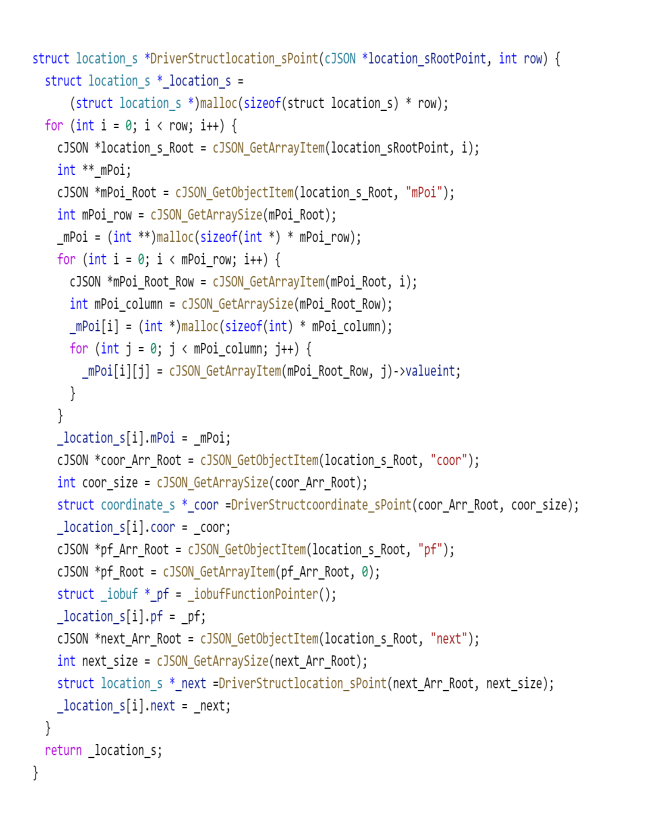 struct location_s *DriverStructlocation_sPoint(cJSON *location_sRootPoint, int row) {
  struct location_s *_location_s =
      (struct location_s *)malloc(sizeof(struct location_s) * row);
  for (int i = 0; i < row; i++) {
    cJSON *location_s_Root = cJSON_GetArrayItem(location_sRootPoint, i);
    int **_mPoi;
    cJSON *mPoi_Root = cJSON_GetObjectItem(location_s_Root, "mPoi");
    int mPoi_row = cJSON_GetArraySize(mPoi_Root);
    _mPoi = (int **)malloc(sizeof(int *) * mPoi_row);
    for (int i = 0; i < mPoi_row; i++) {
      cJSON *mPoi_Root_Row = cJSON_GetArrayItem(mPoi_Root, i);
      int mPoi_column = cJSON_GetArraySize(mPoi_Root_Row);
      _mPoi[i] = (int *)malloc(sizeof(int) * mPoi_column);
      for (int j = 0; j < mPoi_column; j++) {
        _mPoi[i][j] = cJSON_GetArrayItem(mPoi_Root_Row, j)->valueint;
      }
    }
    _location_s[i].mPoi = _mPoi;
    cJSON *coor_Arr_Root = cJSON_GetObjectItem(location_s_Root, "coor");
    int coor_size = cJSON_GetArraySize(coor_Arr_Root);
    struct coordinate_s *_coor =DriverStructcoordinate_sPoint(coor_Arr_Root, coor_size);
    _location_s[i].coor = _coor;
    cJSON *pf_Arr_Root = cJSON_GetObjectItem(location_s_Root, "pf");
    cJSON *pf_Root = cJSON_GetArrayItem(pf_Arr_Root, 0);
    struct _iobuf *_pf = _iobufFunctionPointer();
    _location_s[i].pf = _pf;
    cJSON *next_Arr_Root = cJSON_GetObjectItem(location_s_Root, "next");
    int next_size = cJSON_GetArraySize(next_Arr_Root);
    struct location_s *_next =DriverStructlocation_sPoint(next_Arr_Root, next_size);
    _location_s[i].next = _next;
  }
  return _location_s;
}